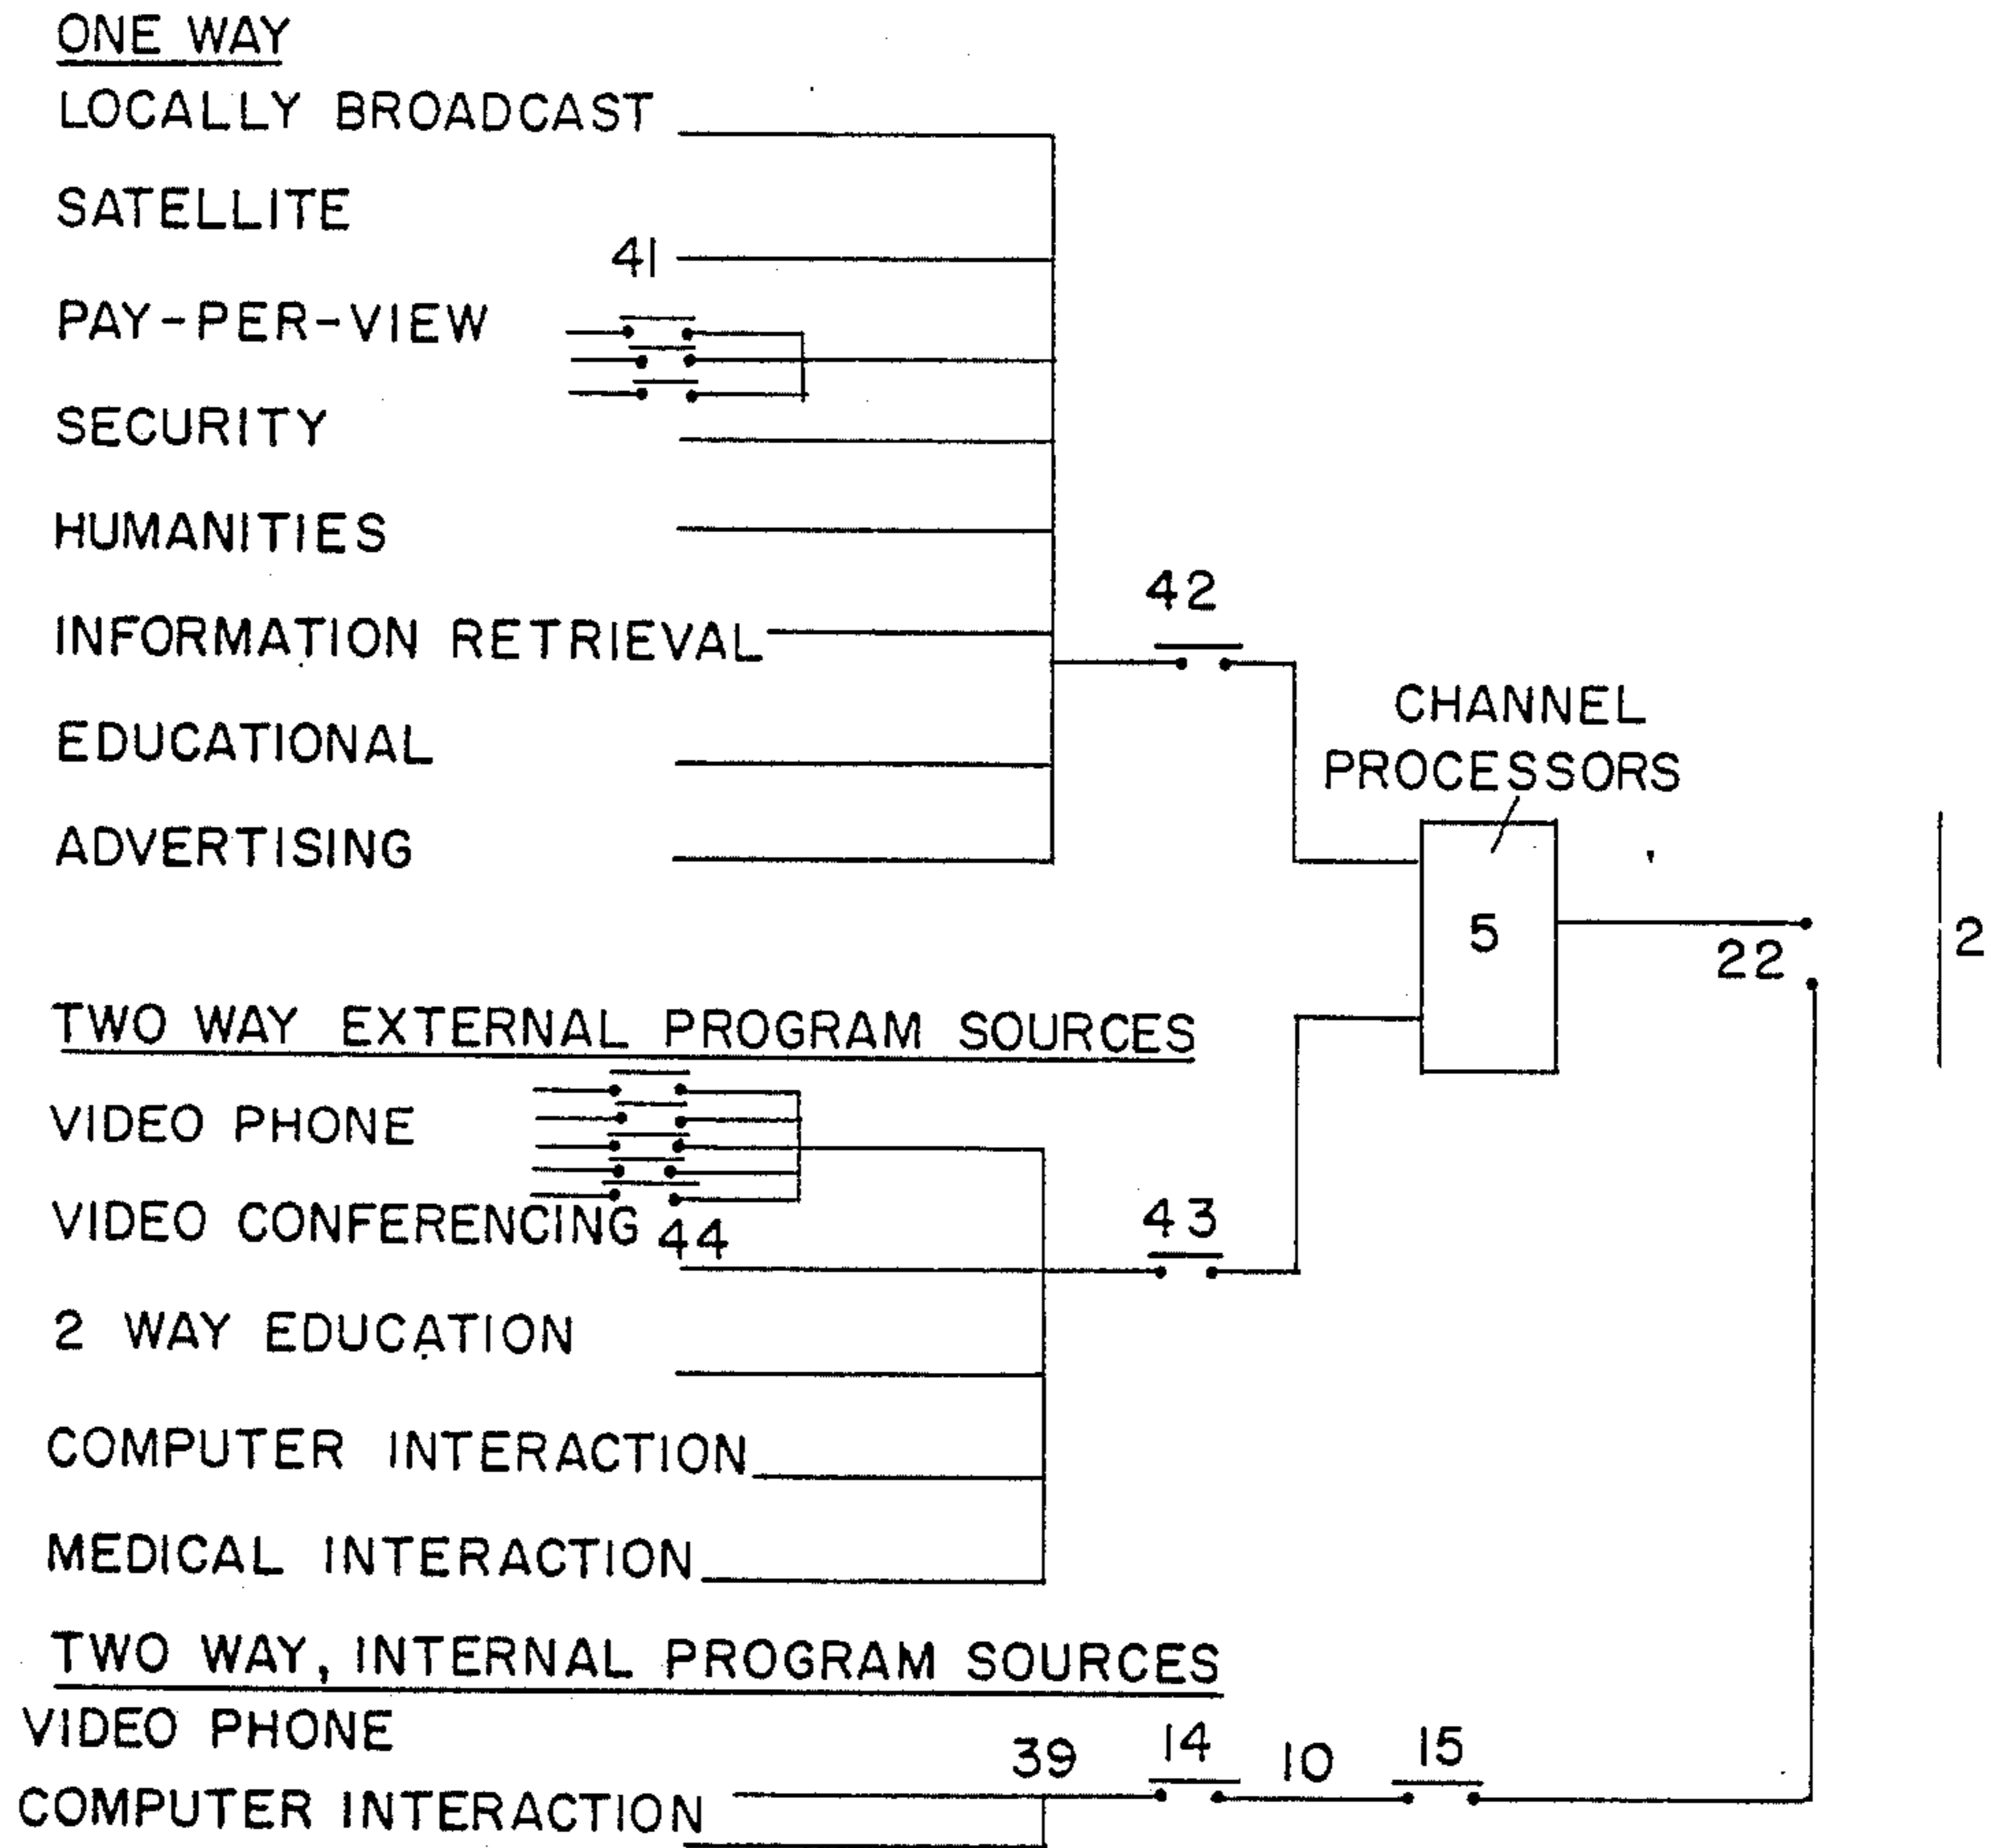 ONE WAY
LOCALLY BROADCAST
SATELLITE
41
PAY-PER-VIEW
SECURITY
HUMANITIES
42
INFORMATION RETRIEVAL
CHANNEL
PROCESSORS
EDUCATIONAL
ADVERTISING
5
22
2
TWO WAY EXTERNAL PROGRAM SOURCES
VIDEO PHONE
VIDEO CONFERENCING 44
43
2 WAY EDUCATION
COMPUTER INTERACTION
MEDICAL INTERACTION
TWO WAY, INTERNAL PROGRAM SOURCES
VIDEO PHONE
39 14 10 15
COMPUTER INTERACTION